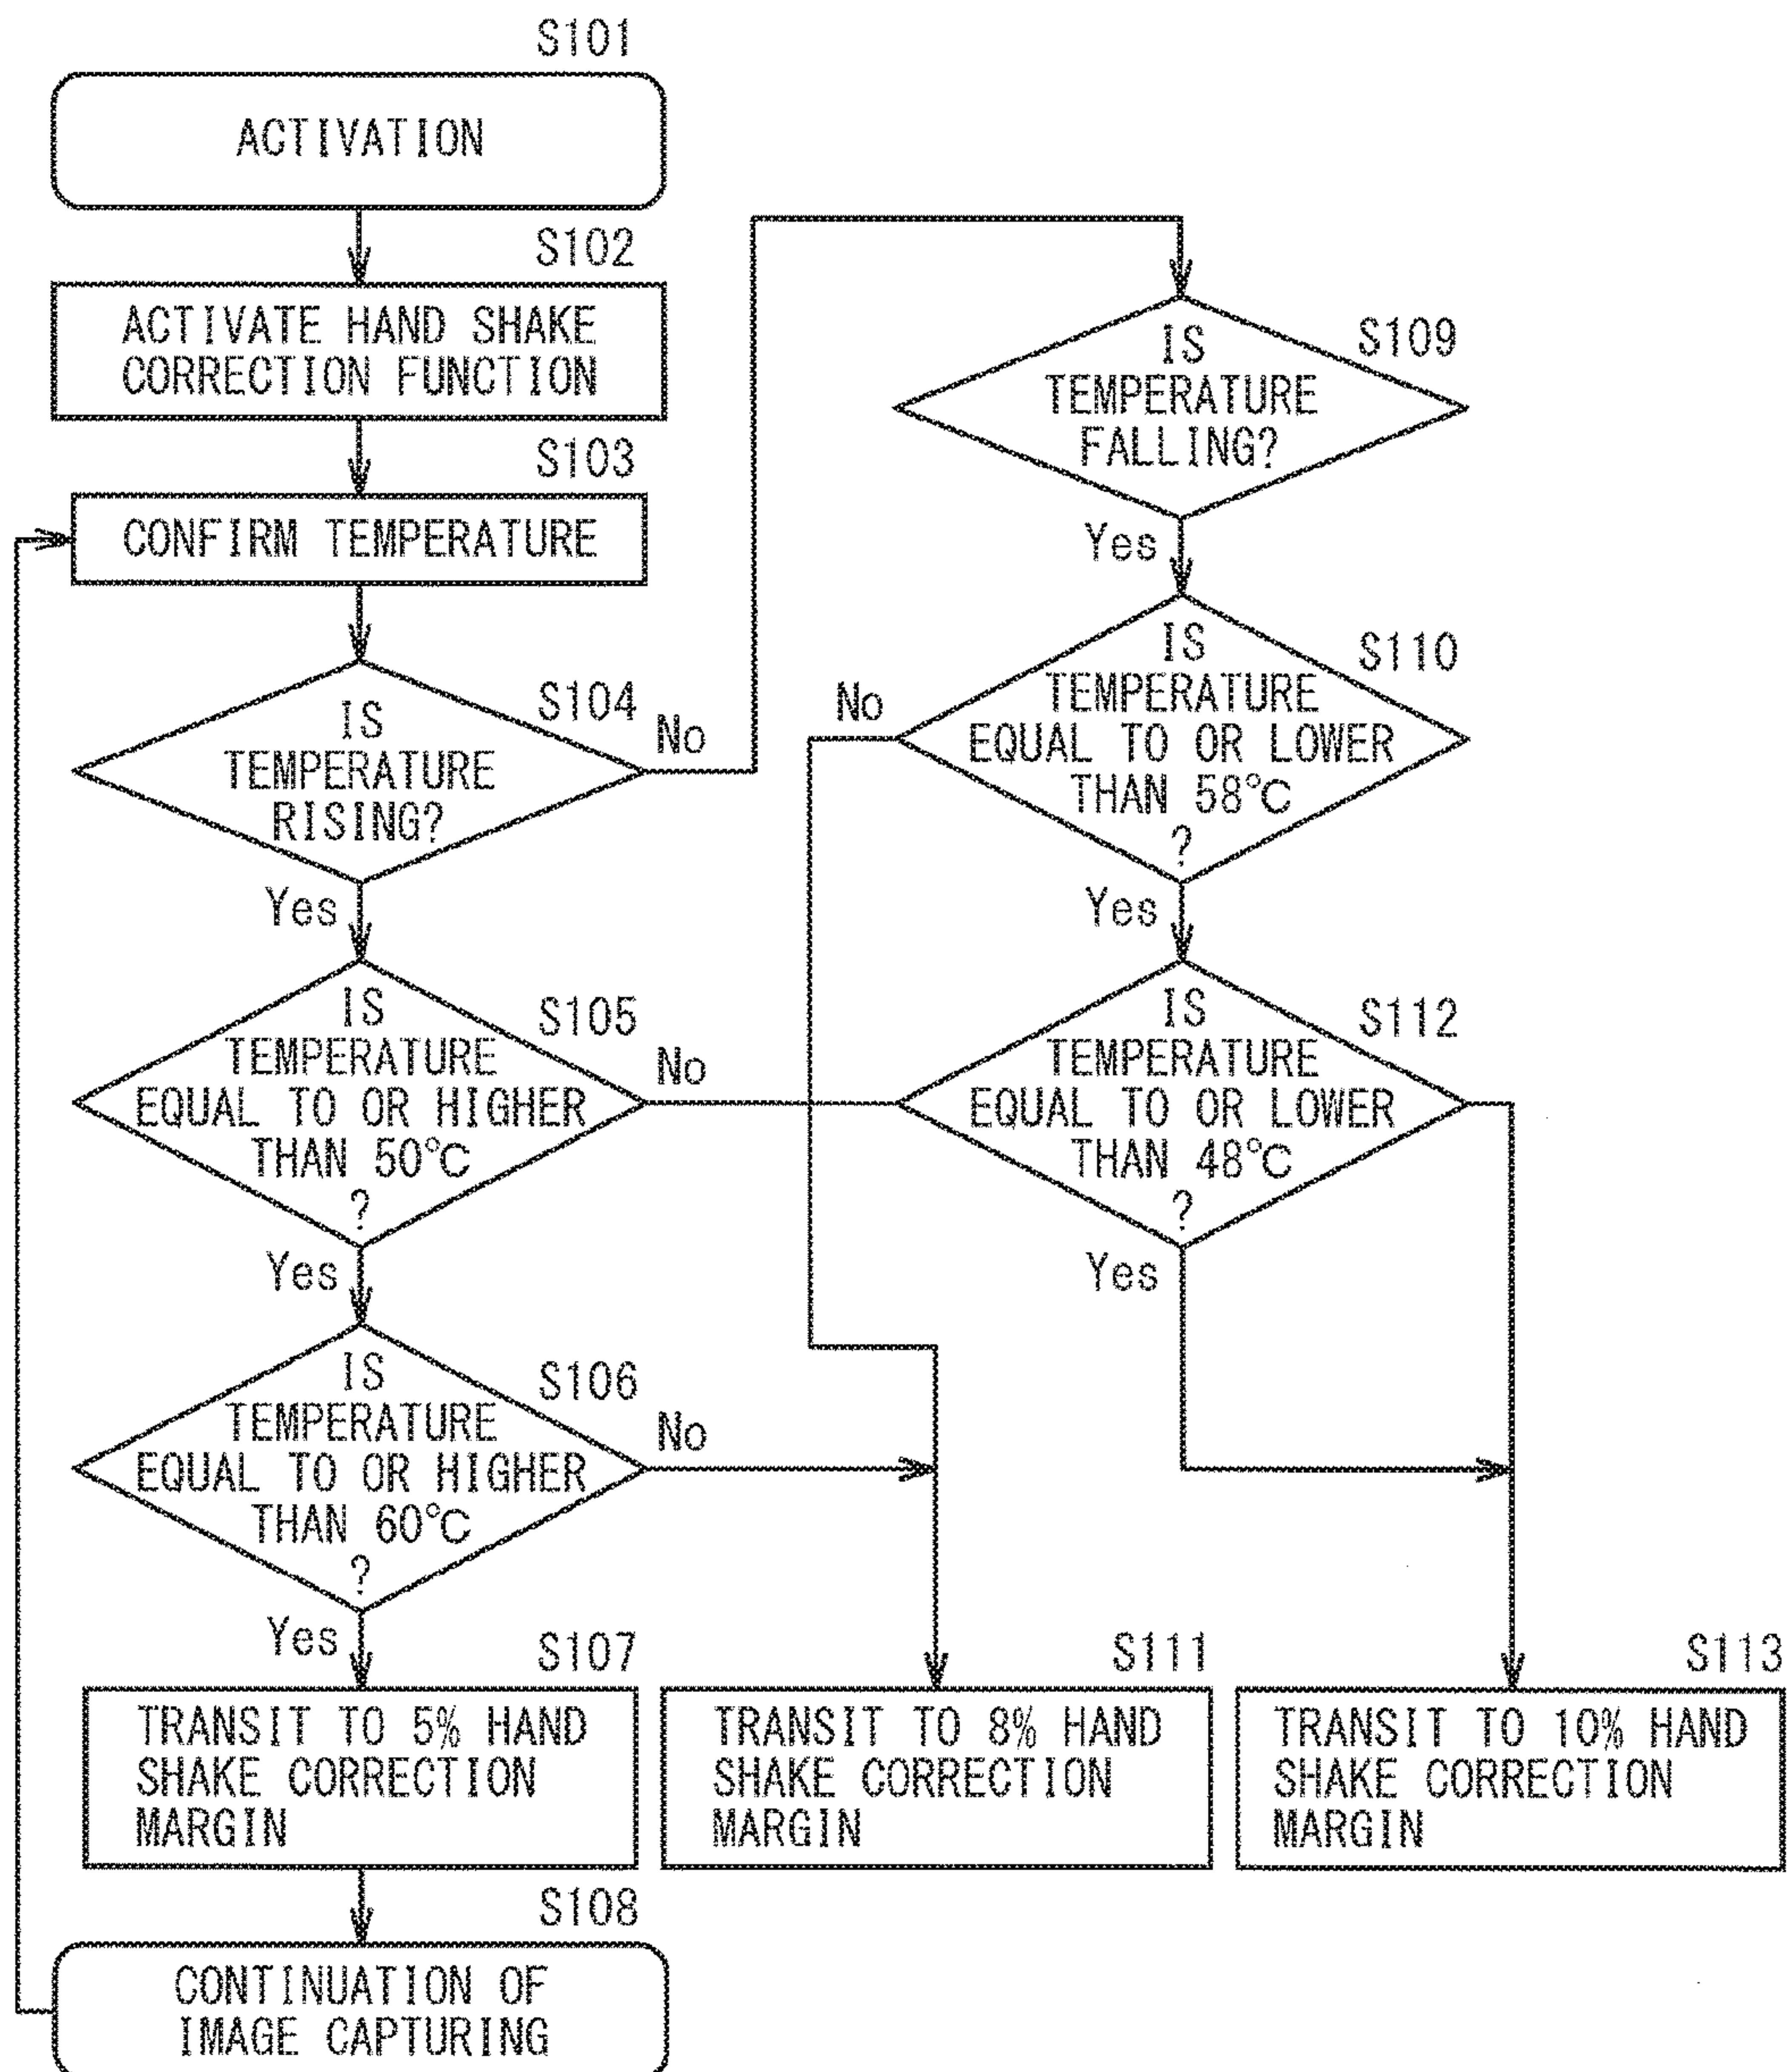 S101
ACTIVATION
S102
ACTIVATE HAND SHAKE
CORRECTION FUNCTION
S103
CONFIRM TEMPERATURE
S104
IS
TEMPERATURE
RISING?
No
Yes
S105
IS
TEMPERATURE
EQUAL TO OR HIGHER
THAN 50°C
?
No
Yes
S106
IS
TEMPERATURE
EQUAL TO OR HIGHER
THAN 60°C
?
No
Yes
S107
TRANSIT TO 5% HAND
SHAKE CORRECTION
MARGIN
S108
CONTINUATION OF
IMAGE CAPTURING
S109
IS
TEMPERATURE
FALLING?
Yes
S110
IS
TEMPERATURE
EQUAL TO OR LOWER
THAN 58°C
?
No
Yes
S112
IS
TEMPERATURE
EQUAL TO OR LOWER
THAN 48°C
?
Yes
S111
TRANSIT TO 8% HAND
SHAKE CORRECTION
MARGIN
S113
TRANSIT TO 10% HAND
SHAKE CORRECTION
MARGIN